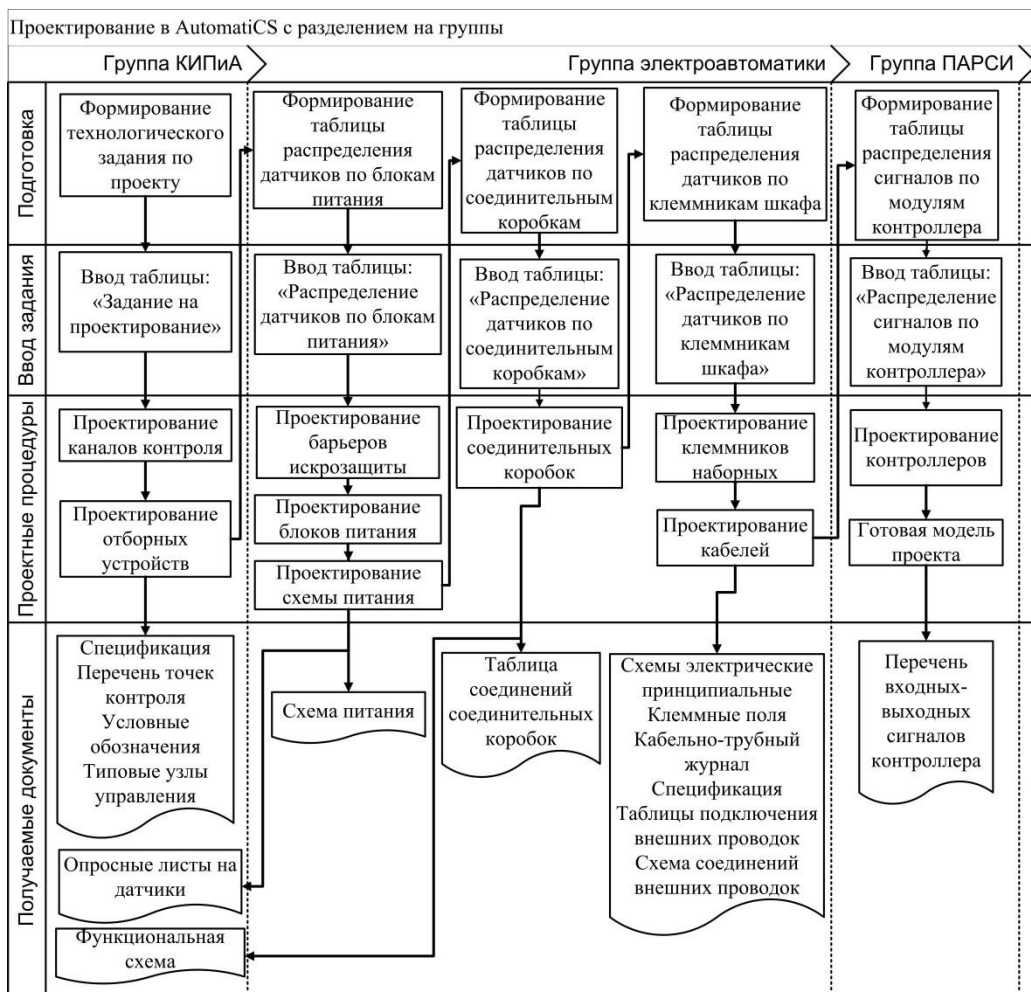 Проектирование в AutomatiCS с разделением на группы
Группа КИПиА
Группа электроавтоматики
Группа ПАРСИ
Подготовка
Формирование
технологического
задания по
проекту
Формирование
таблицы
распределения
датчиков по блокам
питания
Формирование
таблицы
распределения
датчиков по
соединительным
коробкам
Формирование
таблицы
распределения
датчиков по
клеммникам шкафа
Формирование
таблицы
распределения
сигналов по
модулям
контроллера
Ввод задания
Ввод таблицы:
«Задание на
проектирование»
Ввод таблицы:
«Распределение
датчиков по блокам
питания»
Ввод таблицы:
«Распределение
датчиков по
соединительным
коробкам»
Ввод таблицы:
«Распределение
датчиков по
клеммникам
шкафа»
Ввод таблицы:
«Распределение
сигналов по
модулям
контроллера»
Проектные процедуры
Проектирование
каналов контроля
Проектирование
отборных
устройств
Проектирование
барьеров
искрозащиты
Проектирование
блоков питания
Проектирование
схемы питания
Проектирование
соединительных
коробок
Проектирование
клеммников
наборных
Проектирование
кабелей
Проектирование
контроллеров
Готовая модель
проекта
Получаемые документы
Спецификация
Перечень точек
контроля
Условные
обозначения
Типовые узлы
управления
Опросные листы на
датчики
Функциональная
схема
Схема питания
Таблица
соединений
соединительных
коробок
Схемы электрические
принципиальные
Клеммные поля
Кабельно-трубный
журнал
Спецификация
Таблицы подключения
внешних проводок
Схема соединений
внешних проводок
Перечень
входных-
выходных
сигналов
контроллера